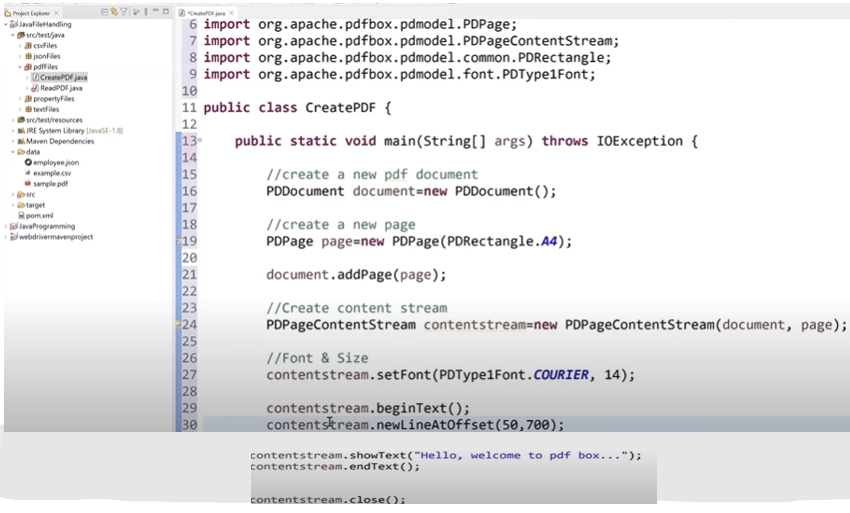 Project Explorer
*CreatePDF.java
JavaFileHandling
src/test/java
csvFiles
jsonFiles
pdfFiles
CreatePDF.java
ReadPDF.java
propertyFiles
textFiles
src/test/resources
JRE System Library [JavaSE-1.8]
Maven Dependencies
data
employee.json
example.csv
sample.pdf
src
target
pom.xml
JavaProgramming
webdrivermavenproject
6 import org.apache.pdfbox.pdmodel.PDPage;
7 import org.apache.pdfbox.pdmodel.PDPageContentStream;
8 import org.apache.pdfbox.pdmodel.common.PDRectangle;
9 import org.apache.pdfbox.pdmodel.font.PDType1Font;
10
11 public class CreatePDF {
12
13 public static void main(String[] args) throws IOException {
14
15 //create a new pdf document
16 PDDocument document=new PDDocument();
17
18 //create a new page
19 PDPage page=new PDPage(PDRectangle.A4);
20
21 document.addPage(page);
22
23 //Create content stream
24 PDPageContentStream contentstream=new PDPageContentStream(document, page);
25
26 //Font & Size
27 contentstream.setFont(PDType1Font.COURIER, 14);
28
29 contentstream.beginText();
30 contentstream.newLineAtOffset(50,700);
contentstream.showText("Hello, welcome to pdf box...");
contentstream.endText();
contentstream.close();